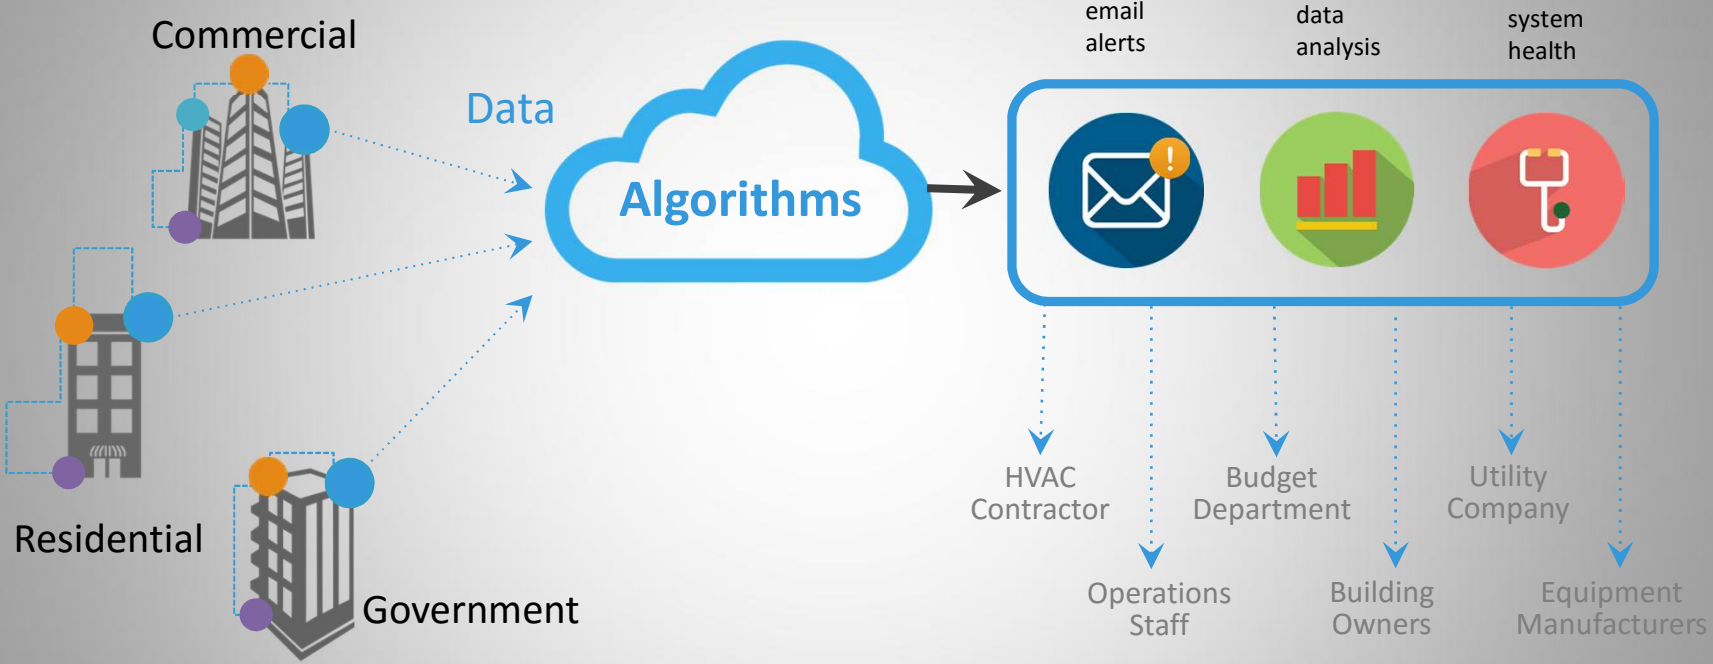 Commercial
Data
Algorithms
email
alerts
data
analysis
system
health
!
Residential
Government
HVAC
Contractor
Budget
Department
Utility
Company
Operations
Staff
Building
Owners
Equipment
Manufacturers